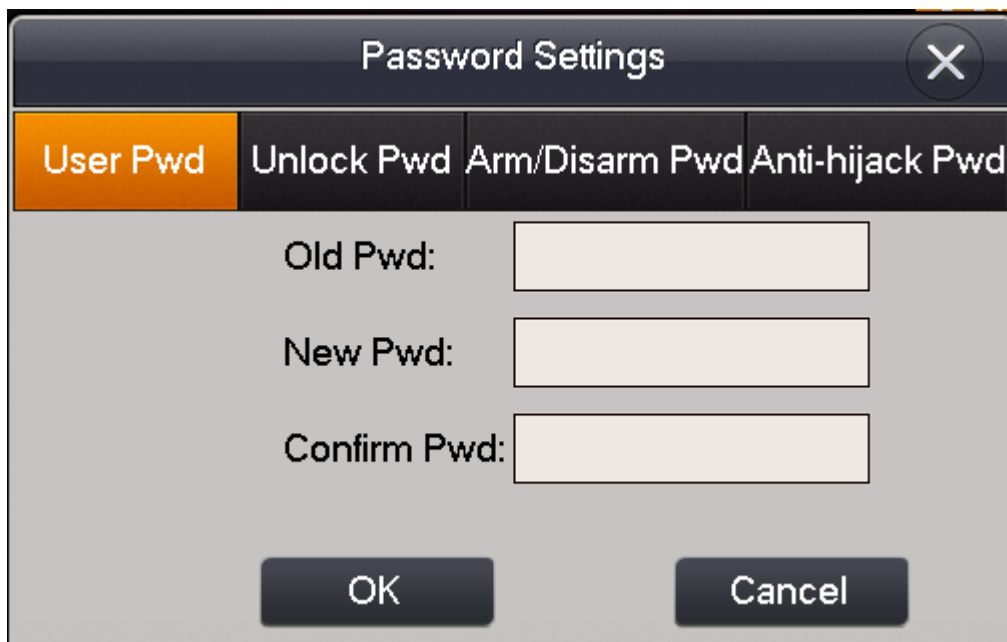 Password Settings
User Pwd Unlock Pwd Arm/Disarm Pwd Anti-hijack Pwd
Old Pwd:
New Pwd:
Confirm Pwd:
OK Cancel